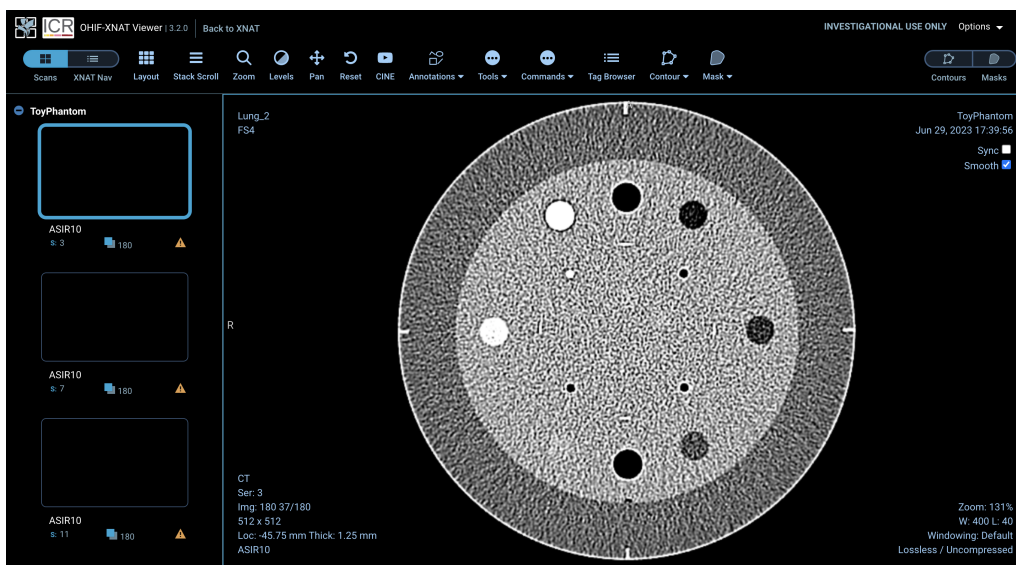 ICR OHIF-XNAT Viewer | 3.2.0 Back to XNAT INVESTIGATIONAL USE ONLY Options
Scans XNAT Nav Layout Stack Scroll Zoom Levels Pan Reset CINE Annotations Tools Commands Tag Browser Contour Mask Contours Masks
ToyPhantom
ASIR10
s: 3 180
ASIR10
s: 7 180
ASIR10
s: 11 180
Lung_2
FS4
ToyPhantom
Jun 29, 2023 17:39:56
Sync
Smooth
R
CT
Ser: 3
Img: 180 37/180
512 x 512
Loc: -45.75 mm Thick: 1.25 mm
ASIR10
Zoom: 131%
W: 400 L: 40
Windowing: Default
Lossless / Uncompressed